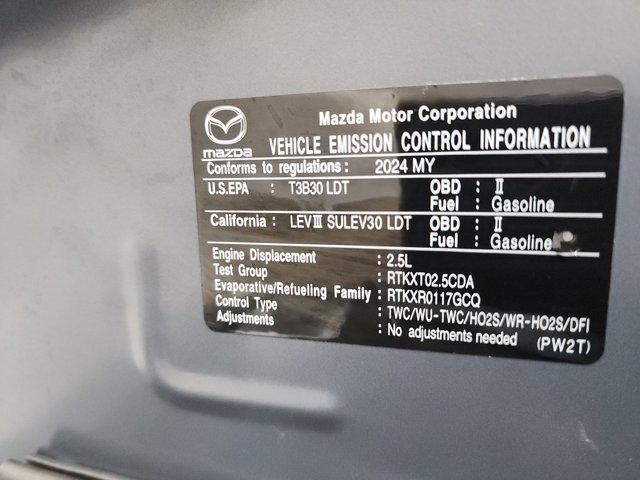 Mazda Motor Corporation
mazda VEHICLE EMISSION CONTROL INFORMATION
Conforms to regulations : 2024 MY
U.S.EPA : T3B30 LDT OBD : II
Fuel : Gasoline
California : LEVⅢ SULEV30 LDT OBD : II
Fuel : Gasoline
Engine Displacement : 2.5L
Test Group : RTKXT02.5CDA
Evaporative/Refueling Family : RTKXR0117GCQ
Control Type : TWC/WU-TWC/HO2S/WR-HO2S/DFI
Adjustments : No adjustments needed (PW2T)